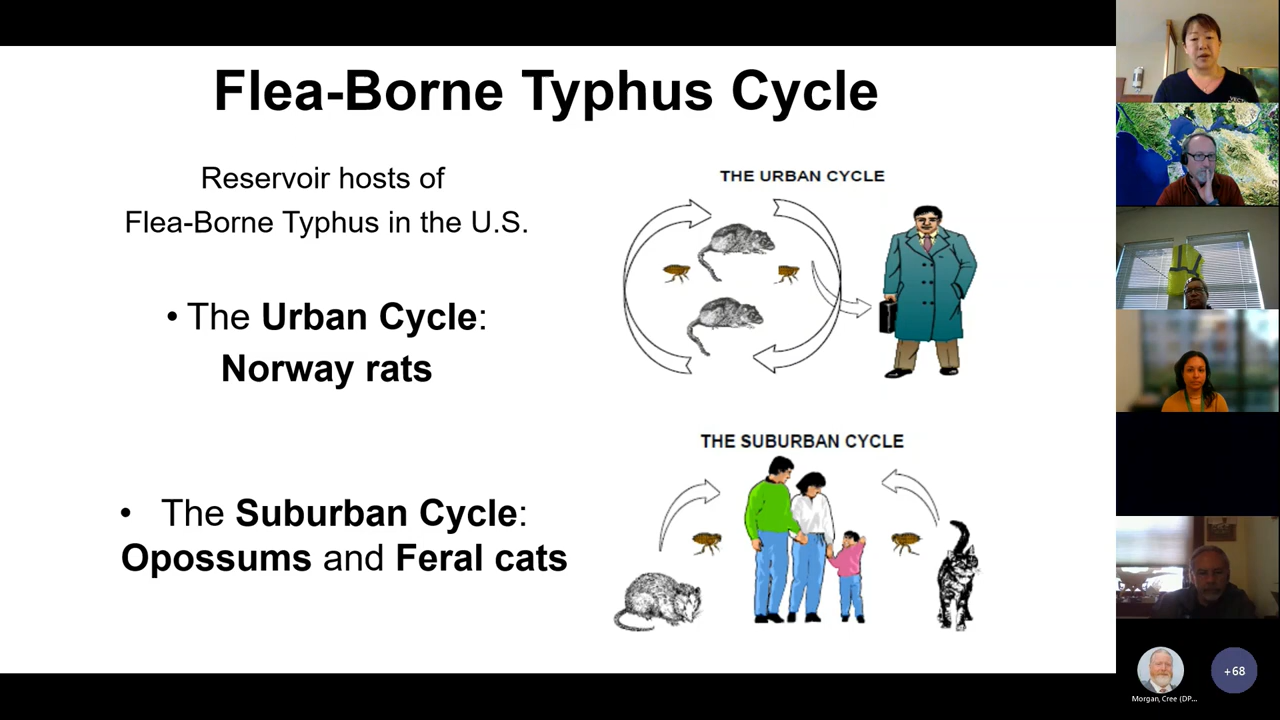 Flea-Borne Typhus Cycle
Reservoir hosts of
Flea-Borne Typhus in the U.S.
• The Urban Cycle:
Norway rats
• The Suburban Cycle:
Opossums and Feral cats
THE URBAN CYCLE
THE SUBURBAN CYCLE
+68
Morgan, Cree (DP...